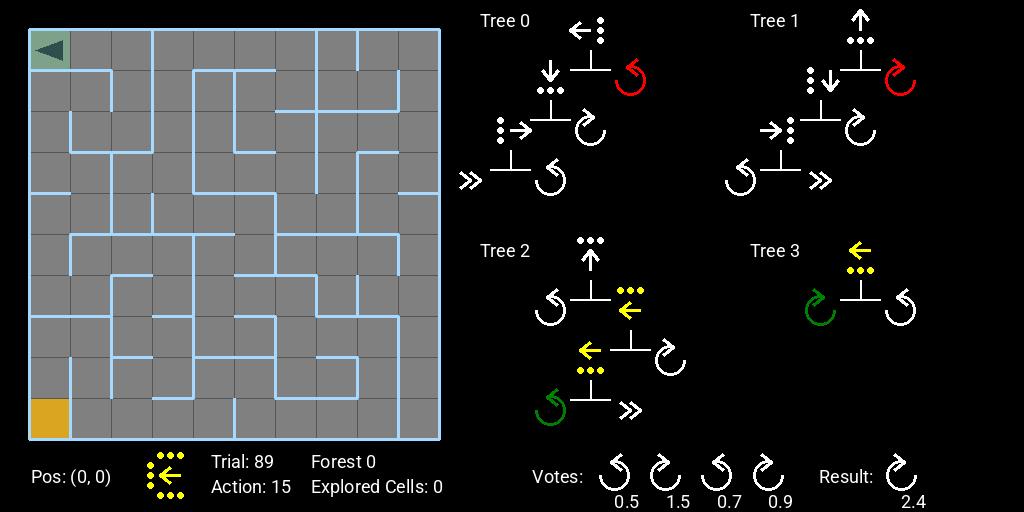 Tree 0
Tree 1
Tree 2
Tree 3
Pos: (0, 0)
Trial: 89
Forest 0
Action: 15
Explored Cells: 0
Votes:
0.5
1.5
0.7
0.9
Result:
2.4